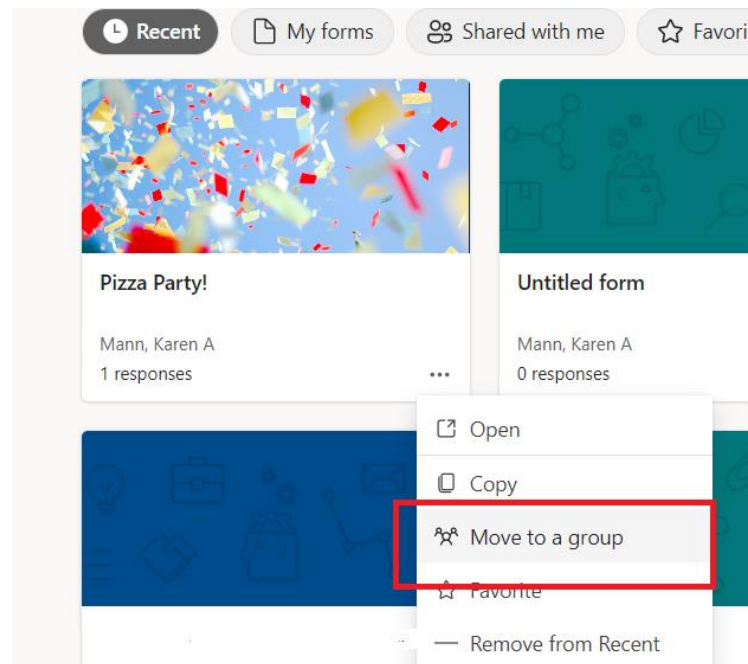 Recent My forms Shared with me Favori
Pizza Party! Untitled form
Mann, Karen A Mann, Karen A
1 responses 0 responses
Open
Copy
Move to a group
Favorite
Remove from Recent